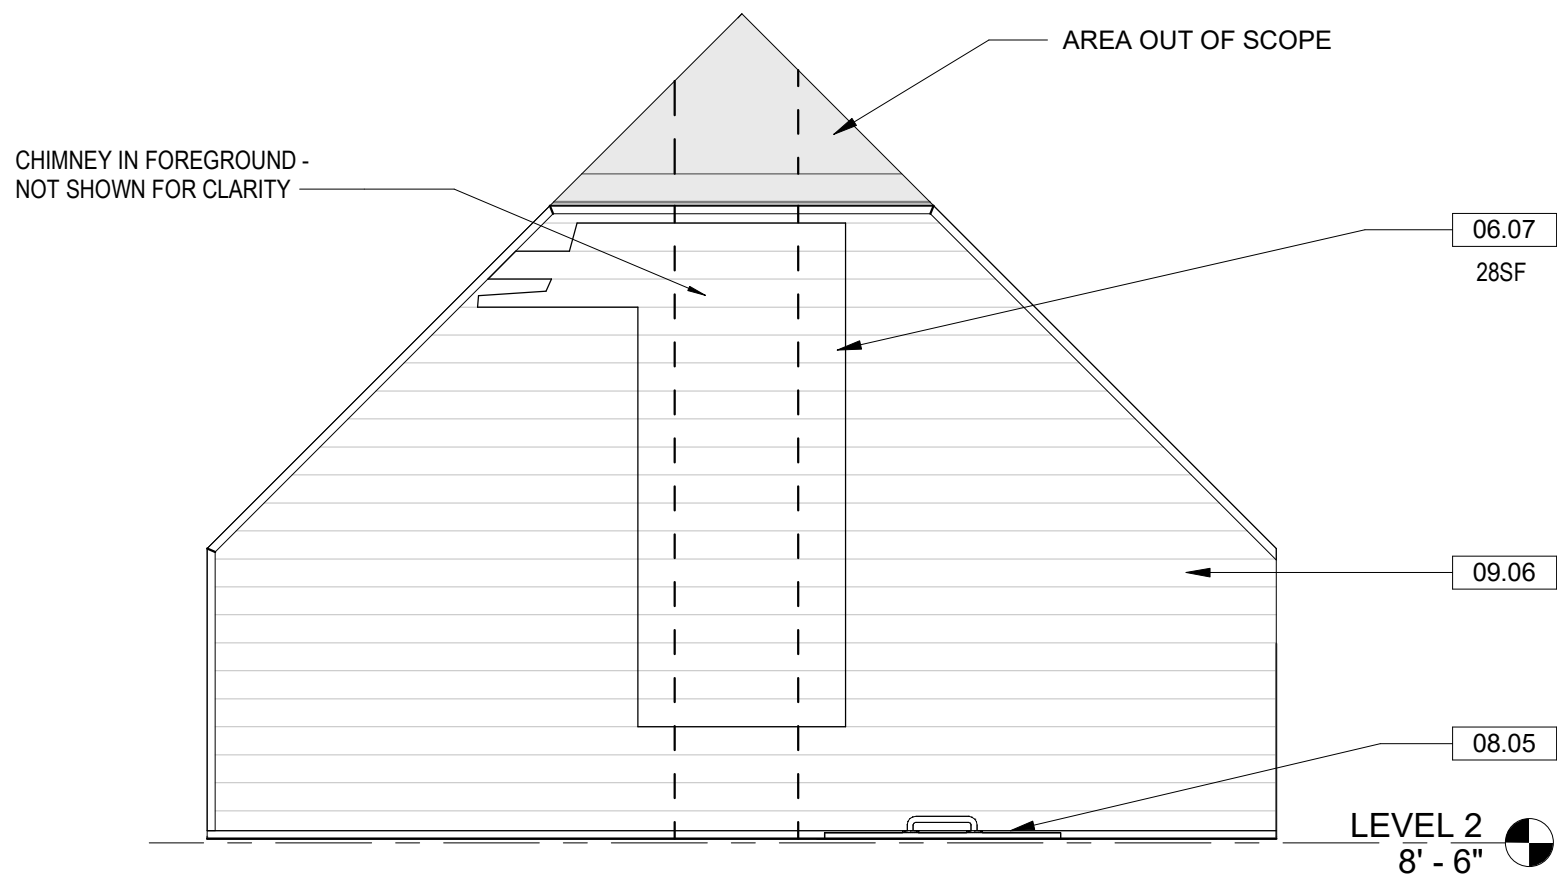 AREA OUT OF SCOPE
CHIMNEY IN FOREGROUND -
NOT SHOWN FOR CLARITY
06.07
28SF
09.06
08.05
LEVEL 2
8' - 6"